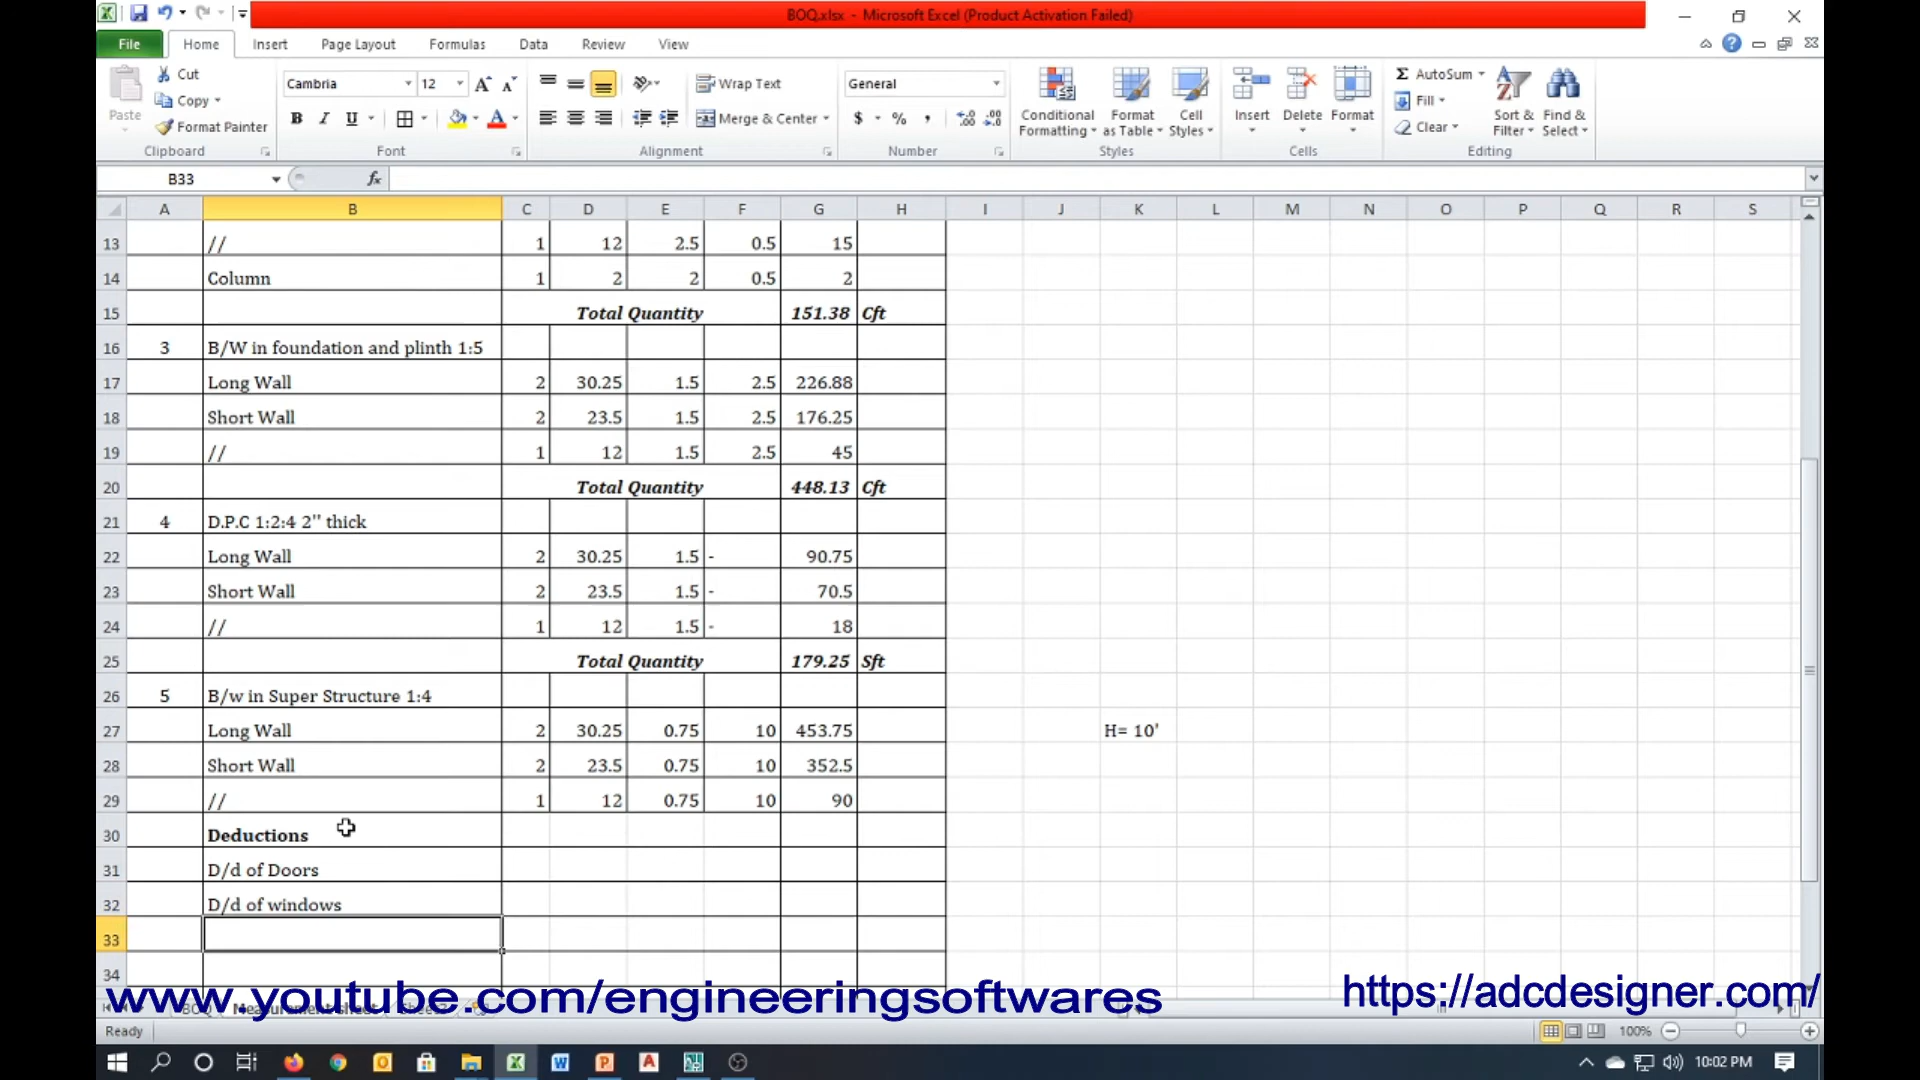 BOQ.xlsx - Microsoft Excel (Product Activation Failed)
File Home Insert Page Layout Formulas Data Review View
Paste Cut Copy Format Painter Clipboard
Cambria 12 B I U Font
Wrap Text Merge & Center Alignment
General $ % , Number
Conditional Formatting Format as Table Cell Styles Styles
Insert Delete Format Cells
Σ AutoSum Fill Clear Sort & Filter Find & Select Editing
B33 fx
A B C D E F G H I J K L M N O P Q R S
13 // 1 12 2.5 0.5 15
14 Column 1 2 2 0.5 2
15 Total Quantity 151.38 Cft
16 3 B/W in foundation and plinth 1:5
17 Long Wall 2 30.25 1.5 2.5 226.88
18 Short Wall 2 23.5 1.5 2.5 176.25
19 // 1 12 1.5 2.5 45
20 Total Quantity 448.13 Cft
21 4 D.P.C 1:2:4 2" thick
22 Long Wall 2 30.25 1.5 - 90.75
23 Short Wall 2 23.5 1.5 - 70.5
24 // 1 12 1.5 - 18
25 Total Quantity 179.25 Sft
26 5 B/w in Super Structure 1:4
27 Long Wall 2 30.25 0.75 10 453.75 H= 10'
28 Short Wall 2 23.5 0.75 10 352.5
29 // 1 12 0.75 10 90
30 Deductions
31 D/d of Doors
32 D/d of windows
33
34
www.youtube.com/engineeringsoftwares https://adcdesigner.com/
BOQ Measurement sheet
Ready 100%
10:02 PM